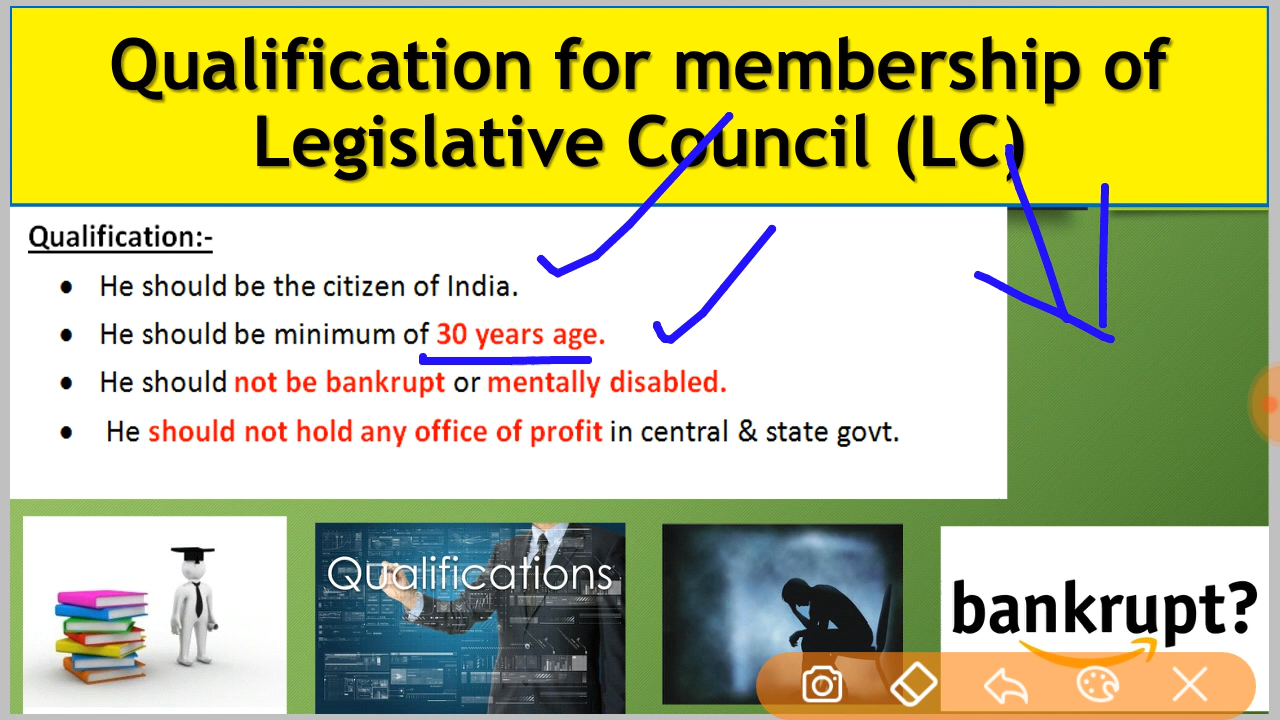 Qualification for membership of
Legislative Council (LC)
Qualification:-
• He should be the citizen of India.
• He should be minimum of 30 years age.
• He should not be bankrupt or mentally disabled.
• He should not hold any office of profit in central & state govt.
Qualifications
bankrupt?